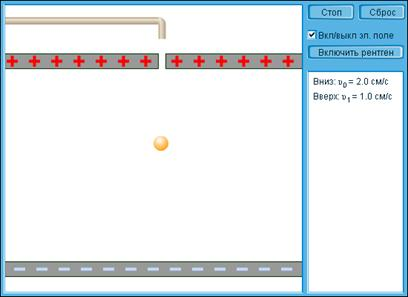 Стоп Сброс
Вкл/выкл эл. поле
Включить рентген
Вниз: υ0 = 2.0 см/с
Вверх: υ1 = 1.0 см/с